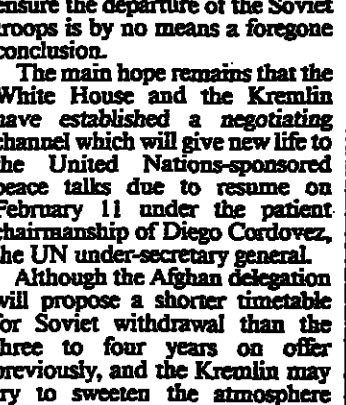 ensure the departure of the Soviet
troops is by no means a foregone
conclusion.
The main hope remains that the
White House and the Kremlin
have established a negotiating
channel which will give new life to
the United Nations-sponsored
peace talks due to resume on
February 11 under the patient
chairmanship of Diego Cordovez,
the UN under-secretary general.
Although the Afghan delegation
will propose a shorter timetable
for Soviet withdrawal than the
three to four years on offer
previously, and the Kremlin may
try to sweeten the atmosphere